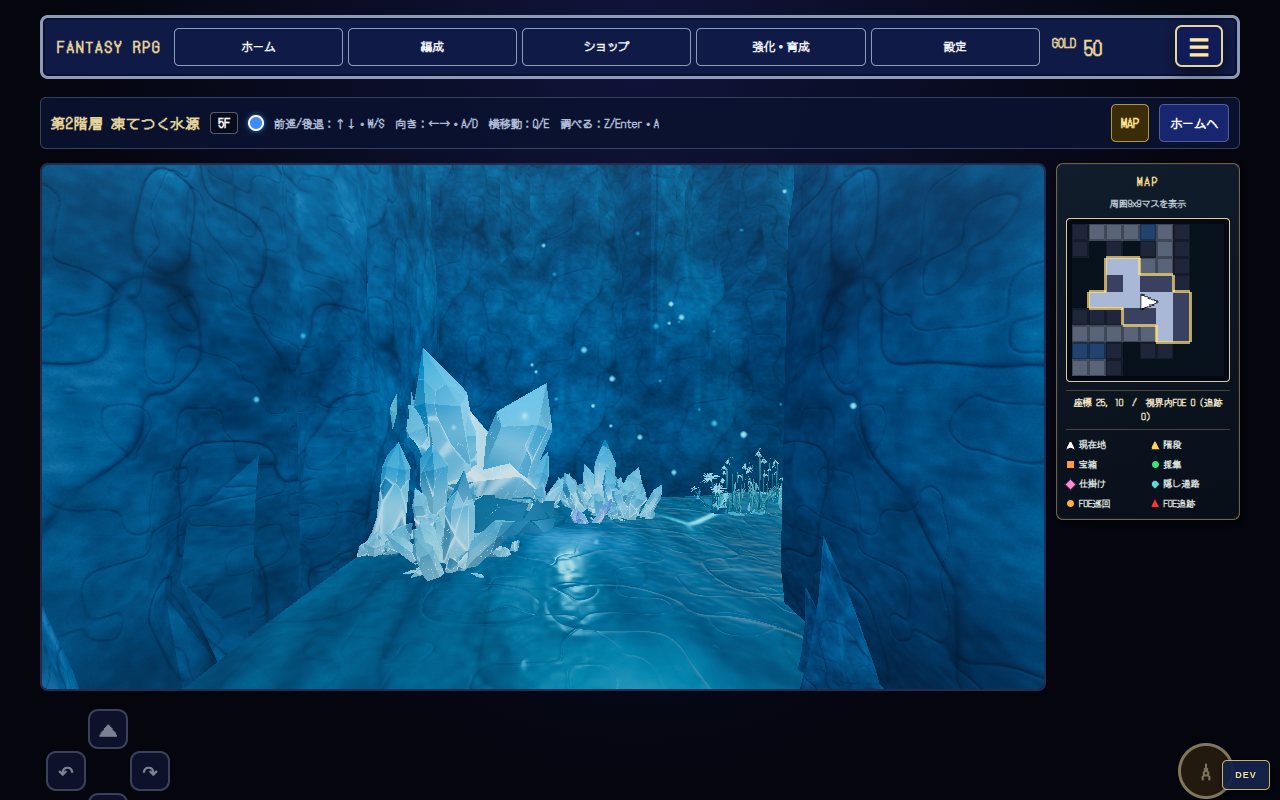 FANTASY RPG
ホーム
編成
ショップ
強化・育成
設定
GOLD 50
第2階層 凍てつく水源 5F 前進/後退：↑↓・W/S 向き：←→・A/D 横移動：Q/E 調べる：Z/Enter・A
MAP
ホームへ
MAP
周囲9x9マスを表示
座標 25, 10 / 視界内FOE 0 (追跡
0)
現在地
階段
宝箱
採集
仕掛け
隠し通路
FOE巡回
FOE追跡
A
DEV